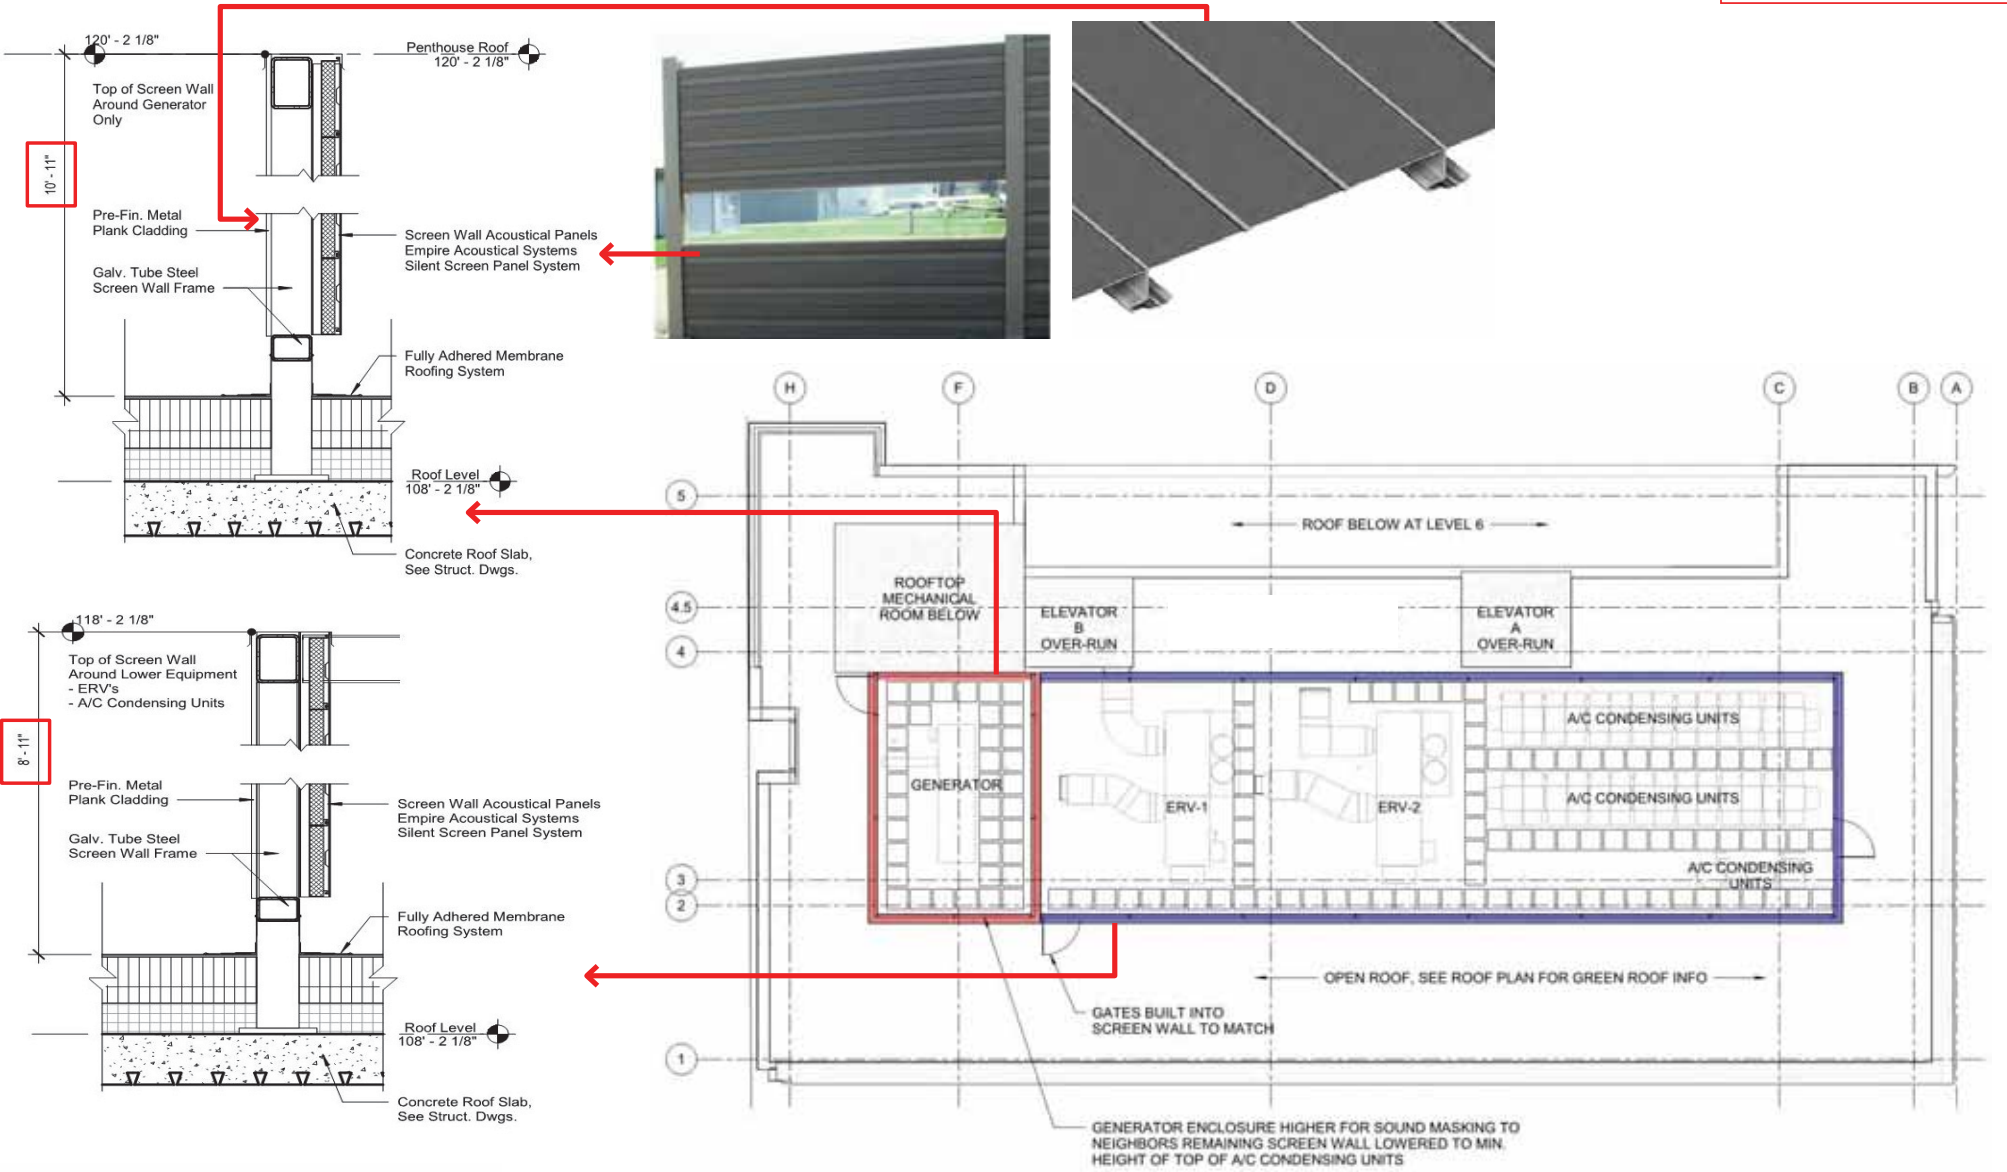 120' - 2 1/8"
Penthouse Roof
120' - 2 1/8"
Top of Screen Wall
Around Generator
Only
10' - 11"
Pre-Fin. Metal
Plank Cladding
Screen Wall Acoustical Panels
Empire Acoustical Systems
Silent Screen Panel System
Galv. Tube Steel
Screen Wall Frame
Fully Adhered Membrane
Roofing System
Roof Level
108' - 2 1/8"
Concrete Roof Slab,
See Struct. Dwgs.
118' - 2 1/8"
Top of Screen Wall
Around Lower Equipment
- ERV's
- A/C Condensing Units
8' - 11"
Pre-Fin. Metal
Plank Cladding
Screen Wall Acoustical Panels
Empire Acoustical Systems
Silent Screen Panel System
Galv. Tube Steel
Screen Wall Frame
Fully Adhered Membrane
Roofing System
Roof Level
108' - 2 1/8"
Concrete Roof Slab,
See Struct. Dwgs.
H
F
D
C
B
A
5
ROOF BELOW AT LEVEL 6
ROOFTOP
MECHANICAL
ROOM BELOW
4.5
ELEVATOR
B
OVER-RUN
ELEVATOR
A
OVER-RUN
4
A/C CONDENSING UNITS
GENERATOR
ERV-1
ERV-2
A/C CONDENSING UNITS
A/C CONDENSING
UNITS
3
2
OPEN ROOF, SEE ROOF PLAN FOR GREEN ROOF INFO
GATES BUILT INTO
SCREEN WALL TO MATCH
1
GENERATOR ENCLOSURE HIGHER FOR SOUND MASKING TO
NEIGHBORS REMAINING SCREEN WALL LOWERED TO MIN.
HEIGHT OF TOP OF A/C CONDENSING UNITS